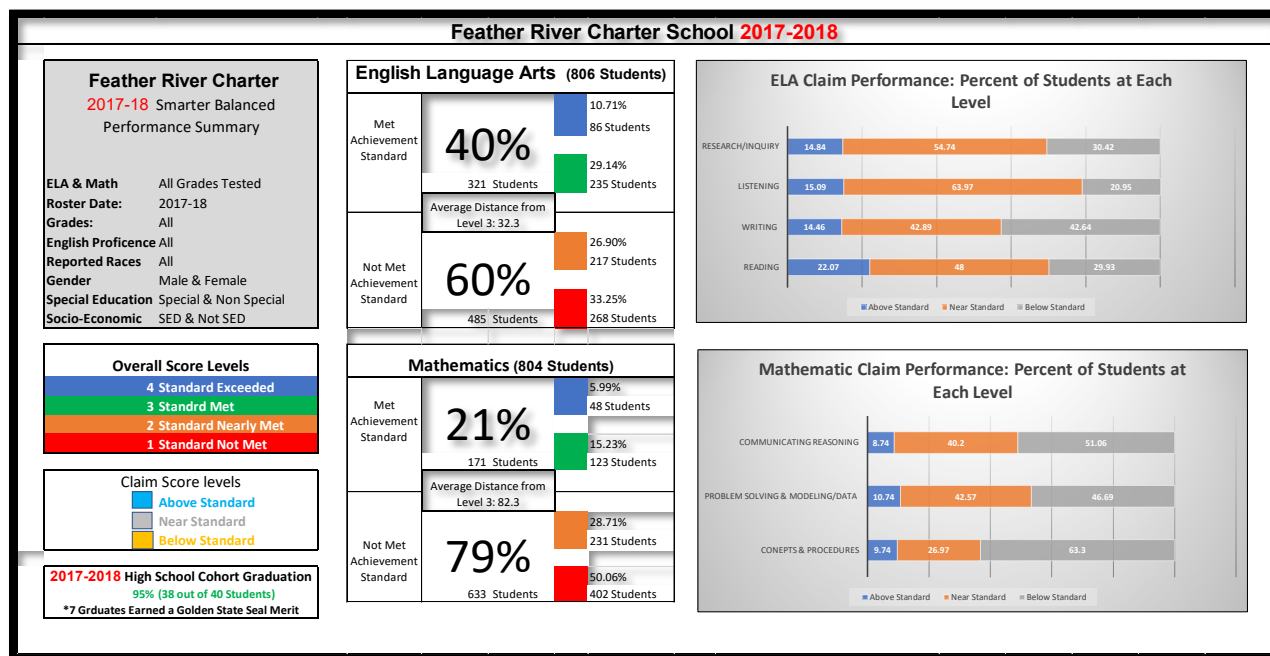 Feather River Charter School 2017-2018
Feather River Charter
2017-18 Smarter Balanced
Performance Summary
ELA & Math All Grades Tested
Roster Date: 2017-18
Grades: All
English Proficence All
Reported Races All
Gender Male & Female
Special Education Special & Non Special
Socio-Economic SED & Not SED
Overall Score Levels
4 Standard Exceeded
3 Standrd Met
2 Standard Nearly Met
1 Standard Not Met
Claim Score levels
Above Standard
Near Standard
Below Standard
2017-2018 High School Cohort Graduation
95% (38 out of 40 Students)
*7 Grduates Earned a Golden State Seal Merit
English Language Arts (806 Students)
Met
Achievement
Standard
40%
321 Students
10.71%
86 Students
29.14%
235 Students
Average Distance from
Level 3: 32.3
Not Met
Achievement
Standard
60%
485 Students
26.90%
217 Students
33.25%
268 Students
Mathematics (804 Students)
Met
Achievement
Standard
21%
171 Students
5.99%
48 Students
15.23%
123 Students
Average Distance from
Level 3: 82.3
Not Met
Achievement
Standard
79%
633 Students
28.71%
231 Students
50.06%
402 Students
ELA Claim Performance: Percent of Students at Each
Level
RESEARCH/INQUIRY 14.84 54.74 30.42
LISTENING 15.09 63.97 20.95
WRITING 14.46 42.89 42.64
READING 22.07 48 29.93
Above Standard Near Standard Below Standard
Mathematic Claim Performance: Percent of Students at
Each Level
COMMUNICATING REASONING 8.74 40.2 51.06
PROBLEM SOLVING & MODELING/DATA 10.74 42.57 46.69
CONEPTS & PROCEDURES 9.74 26.97 63.3
Above Standard Near Standard Below Standard